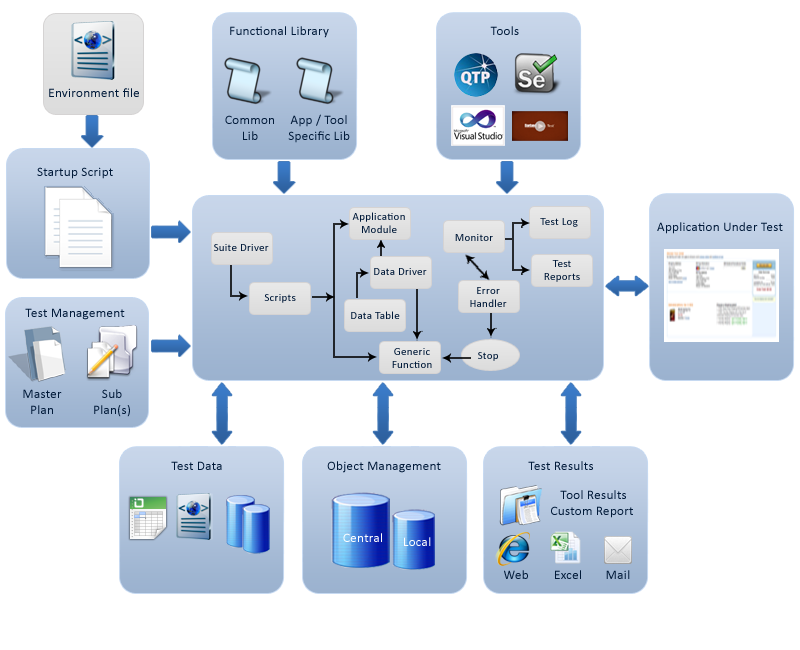 Environment file
Functional Library
Common
Lib
App / Tool
Specific Lib
Tools
QTP
Se
Microsoft
Visual Studio
Startup Script
Test Management
Master
Plan
Sub
Plan(s)
Suite Driver
Scripts
Application
Module
Data Driver
Data Table
Generic
Function
Monitor
Error
Handler
Stop
Test Log
Test
Reports
Application Under Test
Test Data
Object Management
Central
Local
Test Results
Tool Results
Custom Report
Web
Excel
Mail